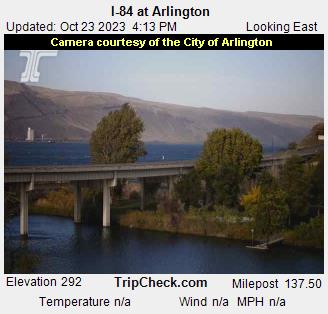 I-84 at Arlington
Updated: Oct 23 2023 4:13 PM Looking East
Camera courtesy of the City of Arlington
Elevation 292 TripCheck.com Milepost 137.50
Temperature n/a Wind n/a MPH n/a